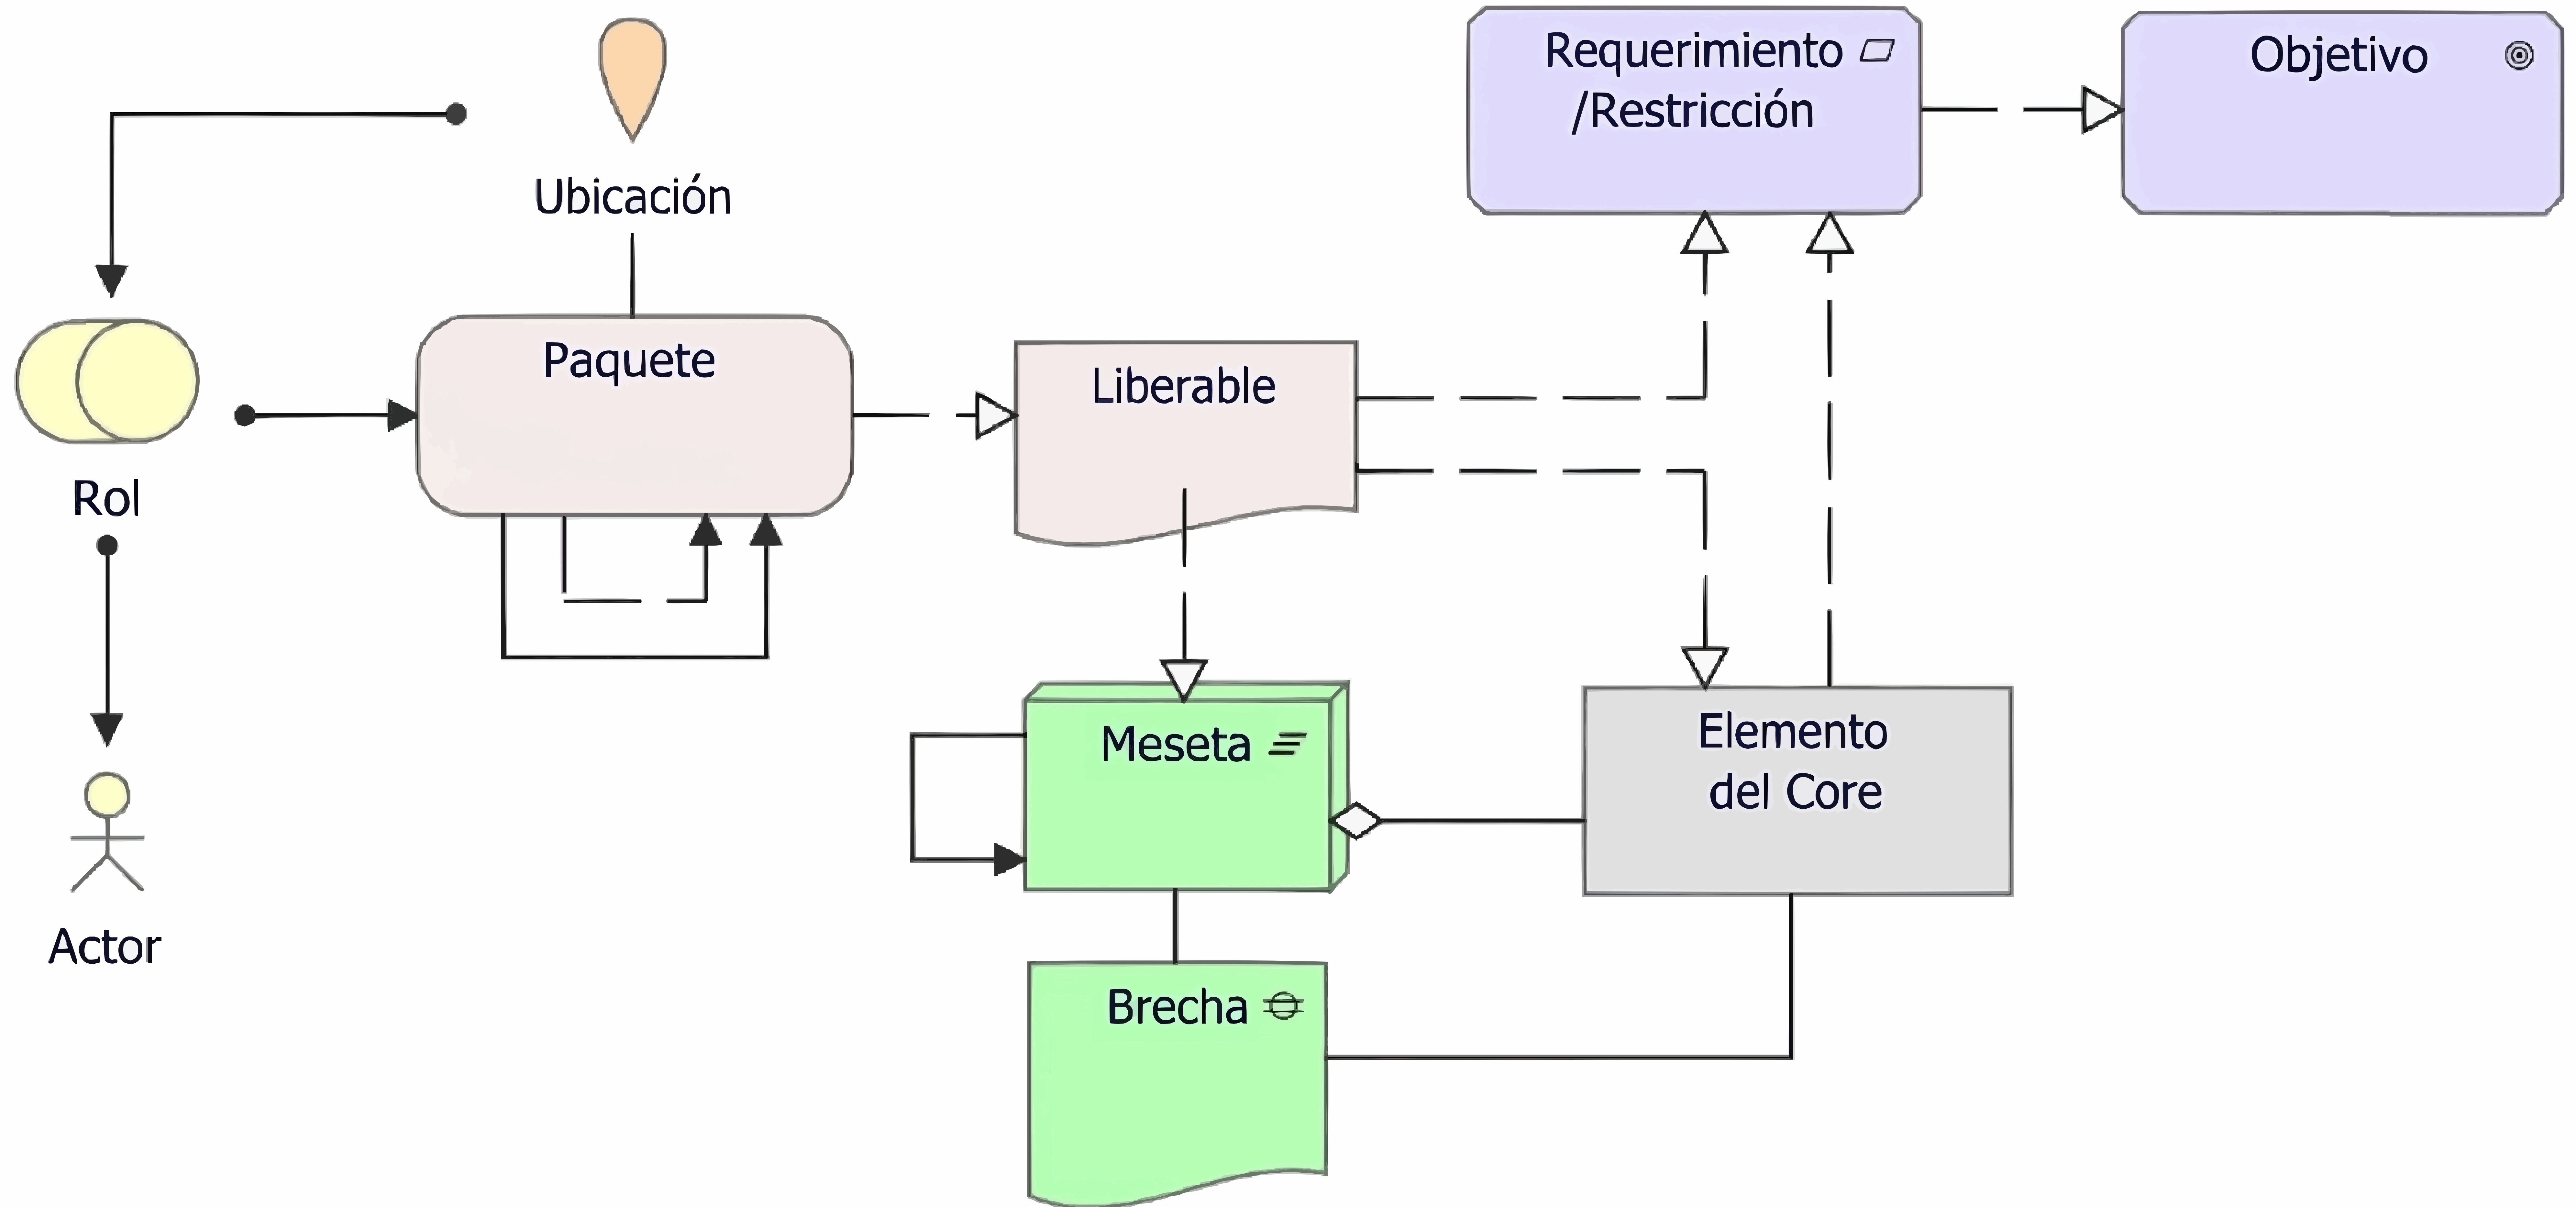 Ubicación
Requerimiento
/Restricción
Objetivo
Paquete
Liberable
Rol
Meseta
Elemento
del Core
Actor
Brecha